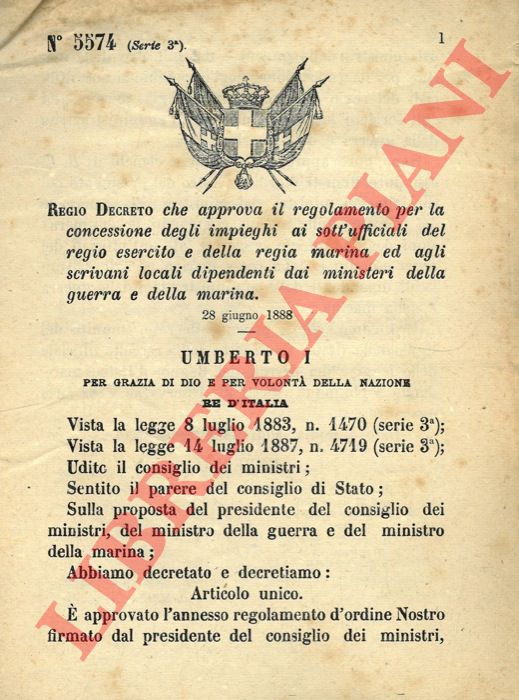 N° 5574 (Serie 3ª).
1
REGIO DECRETO che approva il regolamento per la
concessione degli impieghi ai sott'ufficiali del
regio esercito e della regia marina ed agli
scrivani locali dipendenti dai ministeri della
guerra e della marina.
28 giugno 1888
UMBERTO I
PER GRAZIA DI DIO E PER VOLONTÀ DELLA NAZIONE
RE D'ITALIA
Vista la legge 8 luglio 1883, n. 1470 (serie 3ª);
Vista la legge 14 luglio 1887, n. 4719 (serie 3ª);
Udito il consiglio dei ministri;
Sentito il parere del consiglio di Stato;
Sulla proposta del presidente del consiglio dei
ministri, del ministro della guerra e del ministro
della marina;
Abbiamo decretato e decretiamo:
Articolo unico.
È approvato l'annesso regolamento d'ordine Nostro
firmato dal presidente del consiglio dei ministri,
LIBRERIA PIANI